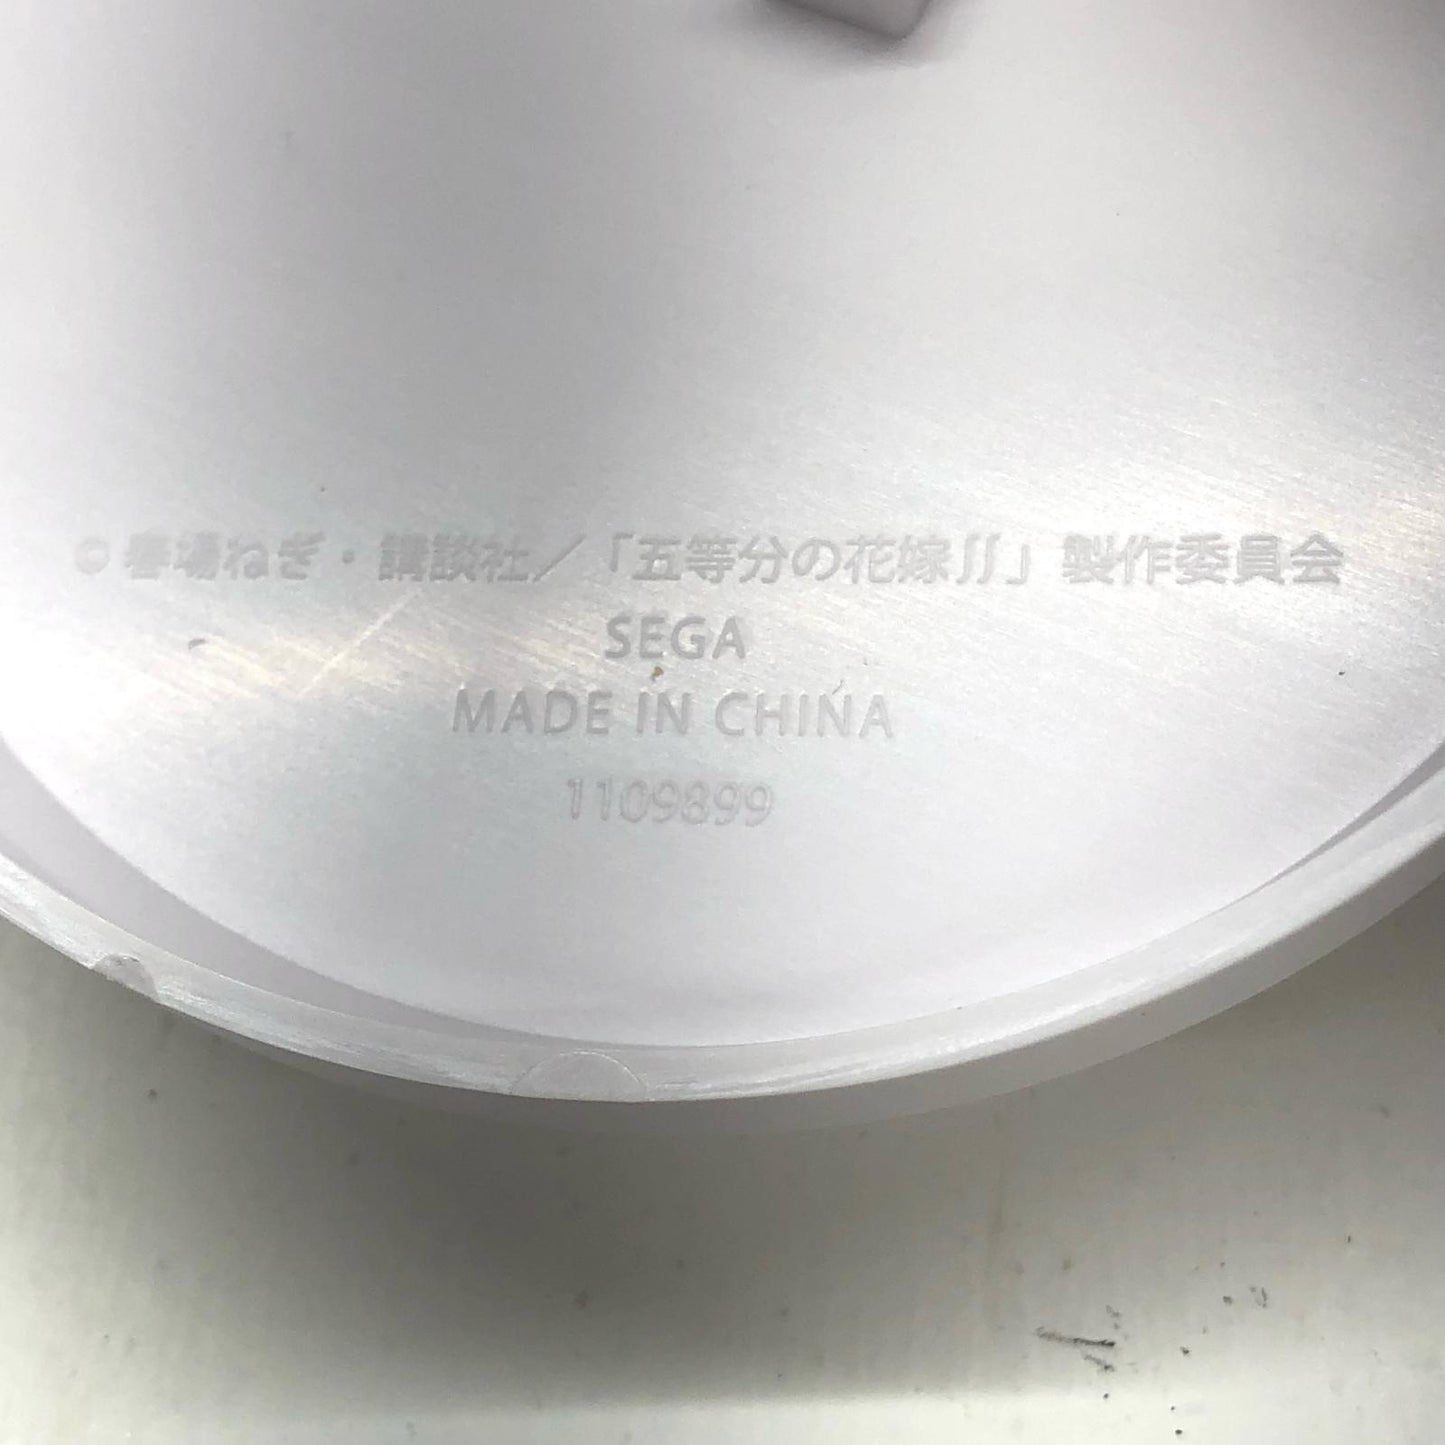 © 春場ねぎ・講談社／「五等分の花嫁∬」製作委員会
SEGA
MADE IN CHINA
1109899